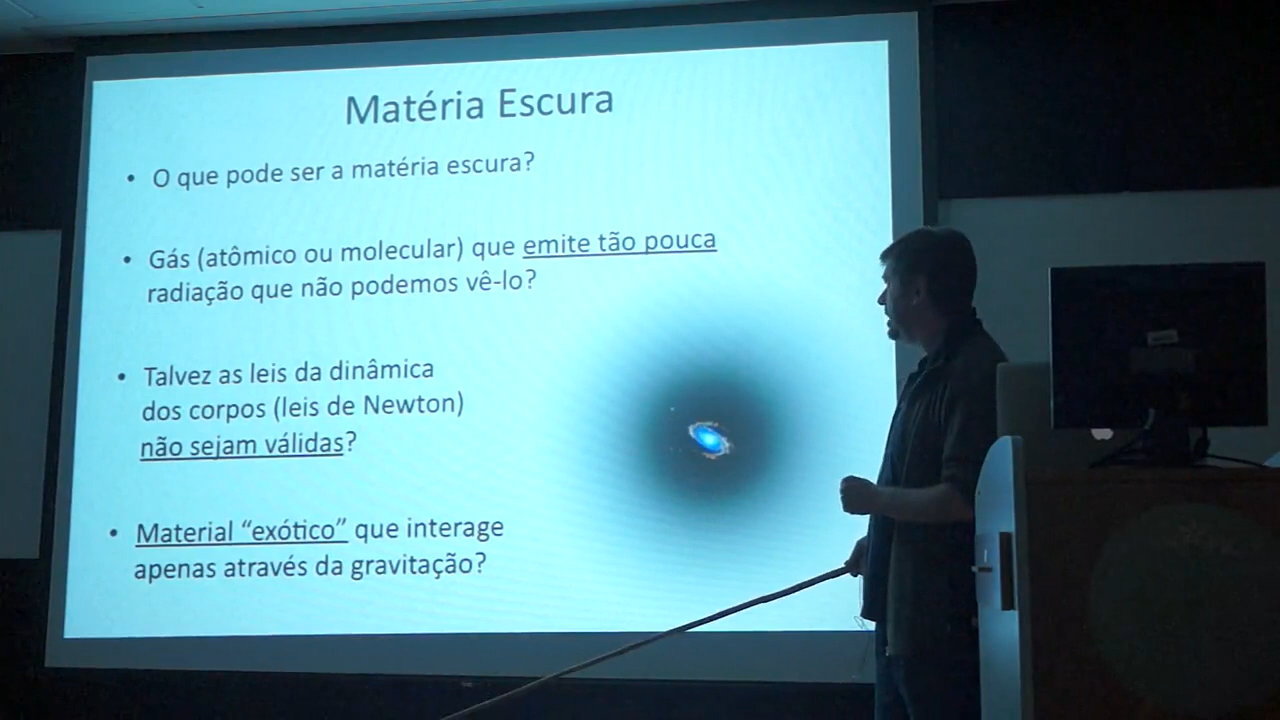 Matéria Escura
• O que pode ser a matéria escura?
• Gás (atômico ou molecular) que emite tão pouca
radiação que não podemos vê-lo?
• Talvez as leis da dinâmica
dos corpos (leis de Newton)
não sejam válidas?
• Material “exótico” que interage
apenas através da gravitação?